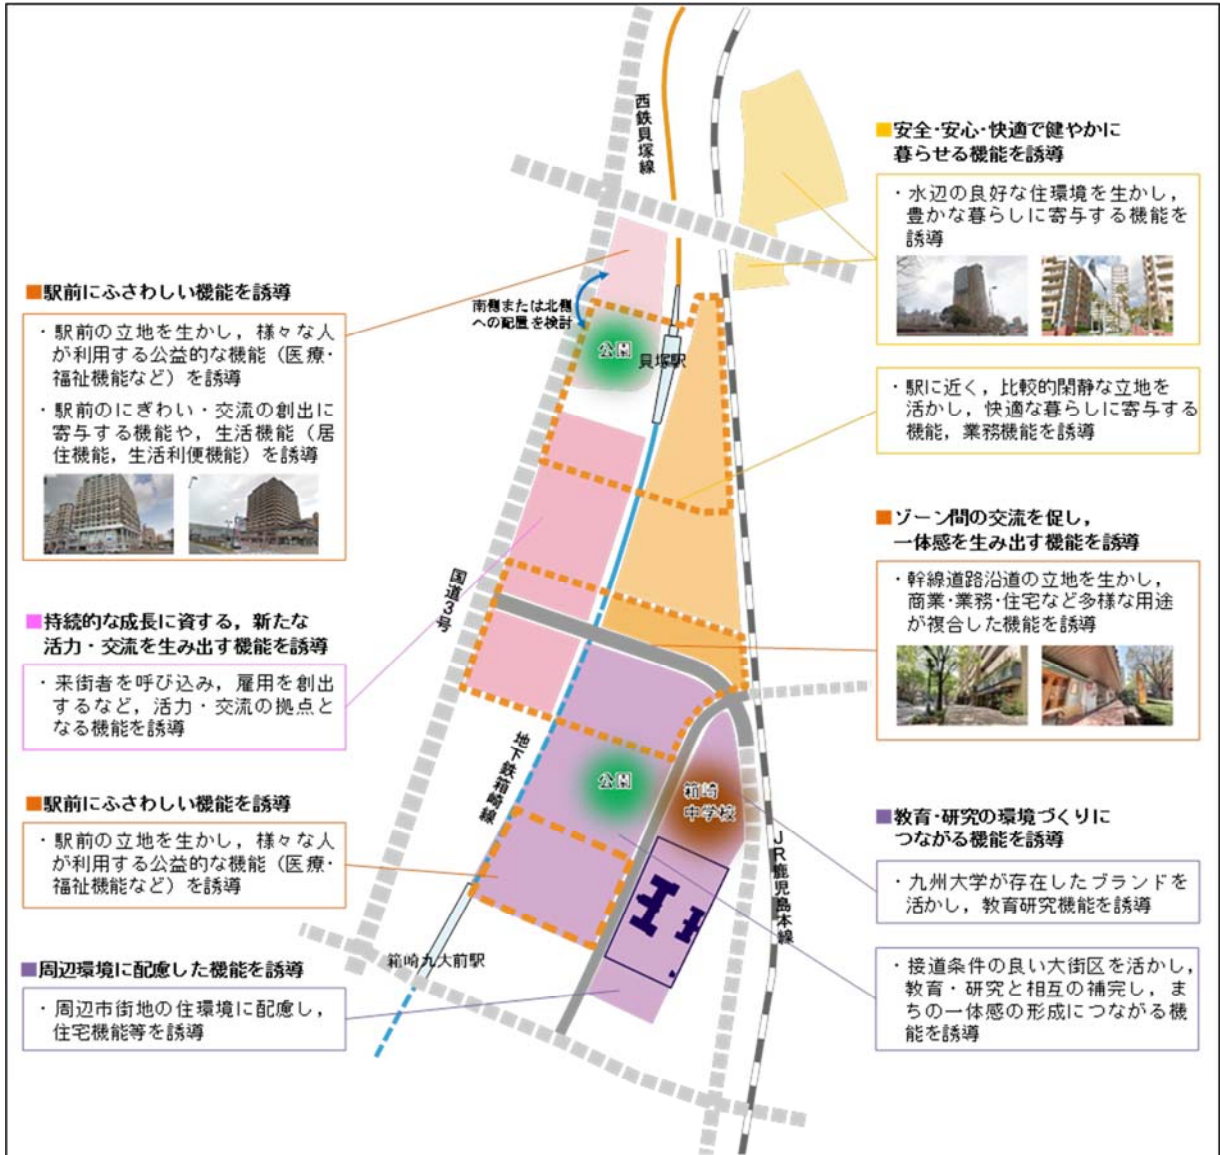 ■駅前にふさわしい機能を誘導
・駅前の立地を生かし，様々な人
が利用する公益的な機能（医療・
福祉機能など）を誘導
・駅前のにぎわい・交流の創出に
寄与する機能や，生活機能（居
住機能，生活利便機能）を誘導
■持続的な成長に資する，新たな
活力・交流を生み出す機能を誘導
・来街者を呼び込み，雇用を創出
するなど，活力・交流の拠点と
なる機能を誘導
■駅前にふさわしい機能を誘導
・駅前の立地を生かし，様々な人
が利用する公益的な機能（医療・
福祉機能など）を誘導
■周辺環境に配慮した機能を誘導
・周辺市街地の住環境に配慮し，
住宅機能等を誘導
西鉄貝塚線
南側または北側
への配置を検討
公園
貝塚駅
国道3号
地下鉄箱崎線
公園
箱崎
中学校
JR鹿児島本線
箱崎九大前駅
■安全・安心・快適で健やかに
暮らせる機能を誘導
・水辺の良好な住環境を生かし，
豊かな暮らしに寄与する機能を
誘導
・駅に近く，比較的閑静な立地を
活かし，快適な暮らしに寄与する
機能，業務機能を誘導
■ゾーン間の交流を促し，
一体感を生み出す機能を誘導
・幹線道路沿道の立地を生かし，
商業・業務・住宅など多様な用途
が複合した機能を誘導
■教育・研究の環境づくりに
つながる機能を誘導
・九州大学が存在したブランドを
活かし，教育研究機能を誘導
・接道条件の良い大街区を活かし，
教育・研究と相互の補完し，ま
ちの一体感の形成につながる機
能を誘導